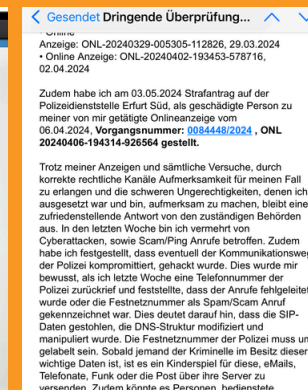 Gesendet Dringende Überprüfung...
• Online
Anzeige: ONL-20240329-005305-112826, 29.03.2024
• Online Anzeige: ONL-20240402-193453-578716,
02.04.2024
Zudem habe ich am 03.05.2024 Strafantrag auf der
Polizeidienststelle Erfurt Süd, als geschädigte Person zu
meiner von mir getätigte Onlineanzeige vom
06.04.2024, Vorgangsnummer: 0084448/2024 , ONL
20240406-194314-926564 gestellt.
Trotz meiner Anzeigen und sämtliche Versuche, durch
korrekte rechtliche Kanäle Aufmerksamkeit für meinen Fall
zu erlangen und die schweren Ungerechtigkeiten, denen ich
ausgesetzt war und bin, aufmerksam zu machen, bleibt eine
zufriedenstellende Antwort von den zuständigen Behörden
aus. In den letzten Woche bin ich vermehrt von
Cyberattacken, sowie Scam/Ping Anrufe betroffen. Zudem
habe ich festgestellt, dass eventuell der Kommunikationsweg
der Polizei kompromittiert, gehackt wurde. Dies wurde mir
bewusst, als ich letzte Woche eine Telefonnummer der
Polizei zurückrief und feststellte, dass der Anrufe fehlgeleitet
wurde oder die Festnetznummer als Spam/Scam Anruf
gekennzeichnet war. Dies deutet darauf hin, dass die SIP-
Daten gestohlen, die DNS-Struktur modifiziert und
manipuliert wurde. Die Festnetznummer der Polizei muss un
gelabelt sein. Sobald jemand der Kriminelle im Besitz dieser
wichtige Daten ist, ist es ein Kinderspiel für diese, eMails,
Telefonate, Funk oder die Post über ihre Server zu
versenden. Zudem könnte es Personen, bedienstete